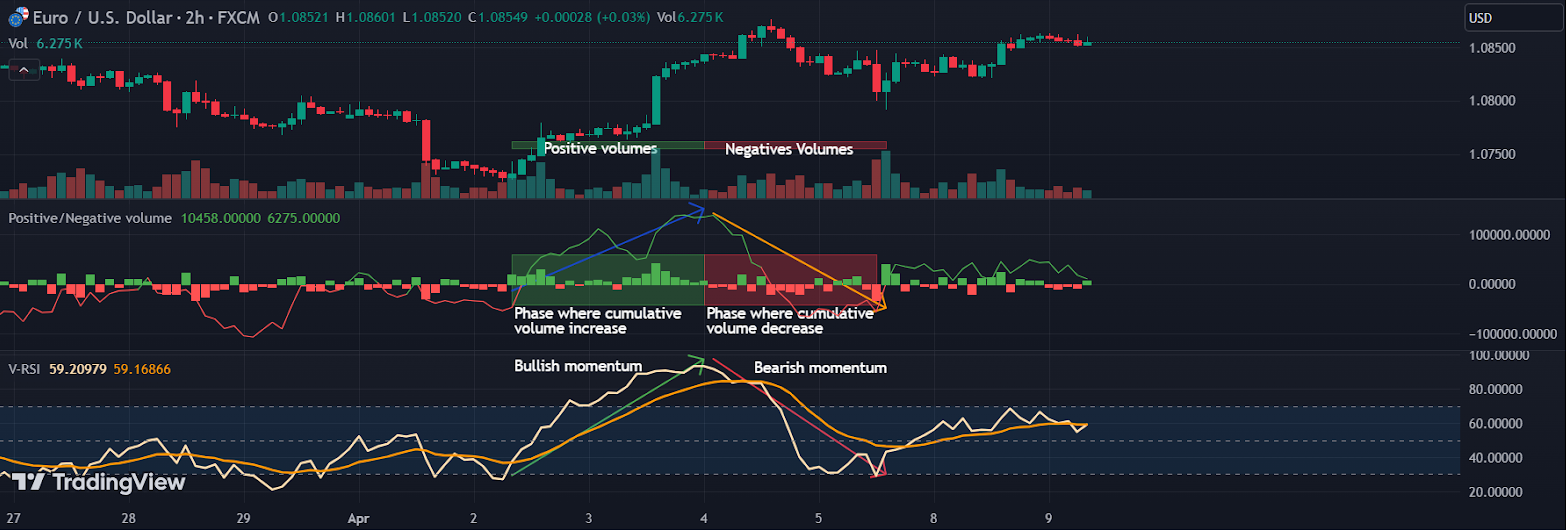 Euro / U.S. Dollar · 2h · FXCM O1.08521 H1.08601 L1.08520 C1.08549 +0.00028 (+0.03%) Vol6.275K
USD
Vol 6.275K
1.08500
1.08000
1.07500
Positive volumes
Negatives Volumes
Positive/Negative volume 10458.00000 6275.00000
100000.00000
0.00000
−100000.00000
Phase where cumulative
volume increase
Phase where cumulative
volume decrease
V-RSI 59.20979 59.16866
Bullish momentum
Bearish momentum
100.00000
80.00000
60.00000
40.00000
20.00000
TradingView
27 28 29 Apr 2 3 4 5 8 9